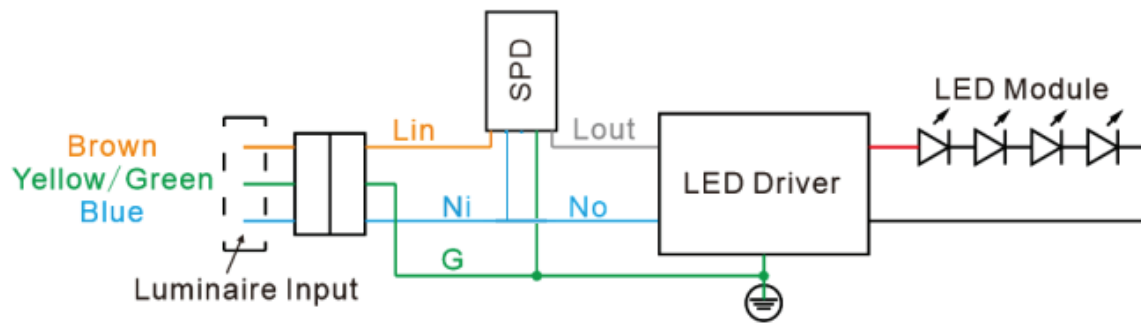 SPD
LED Module
Lin
Lout
Brown
Yellow/Green
Blue
LED Driver
Ni
No
G
Luminaire Input